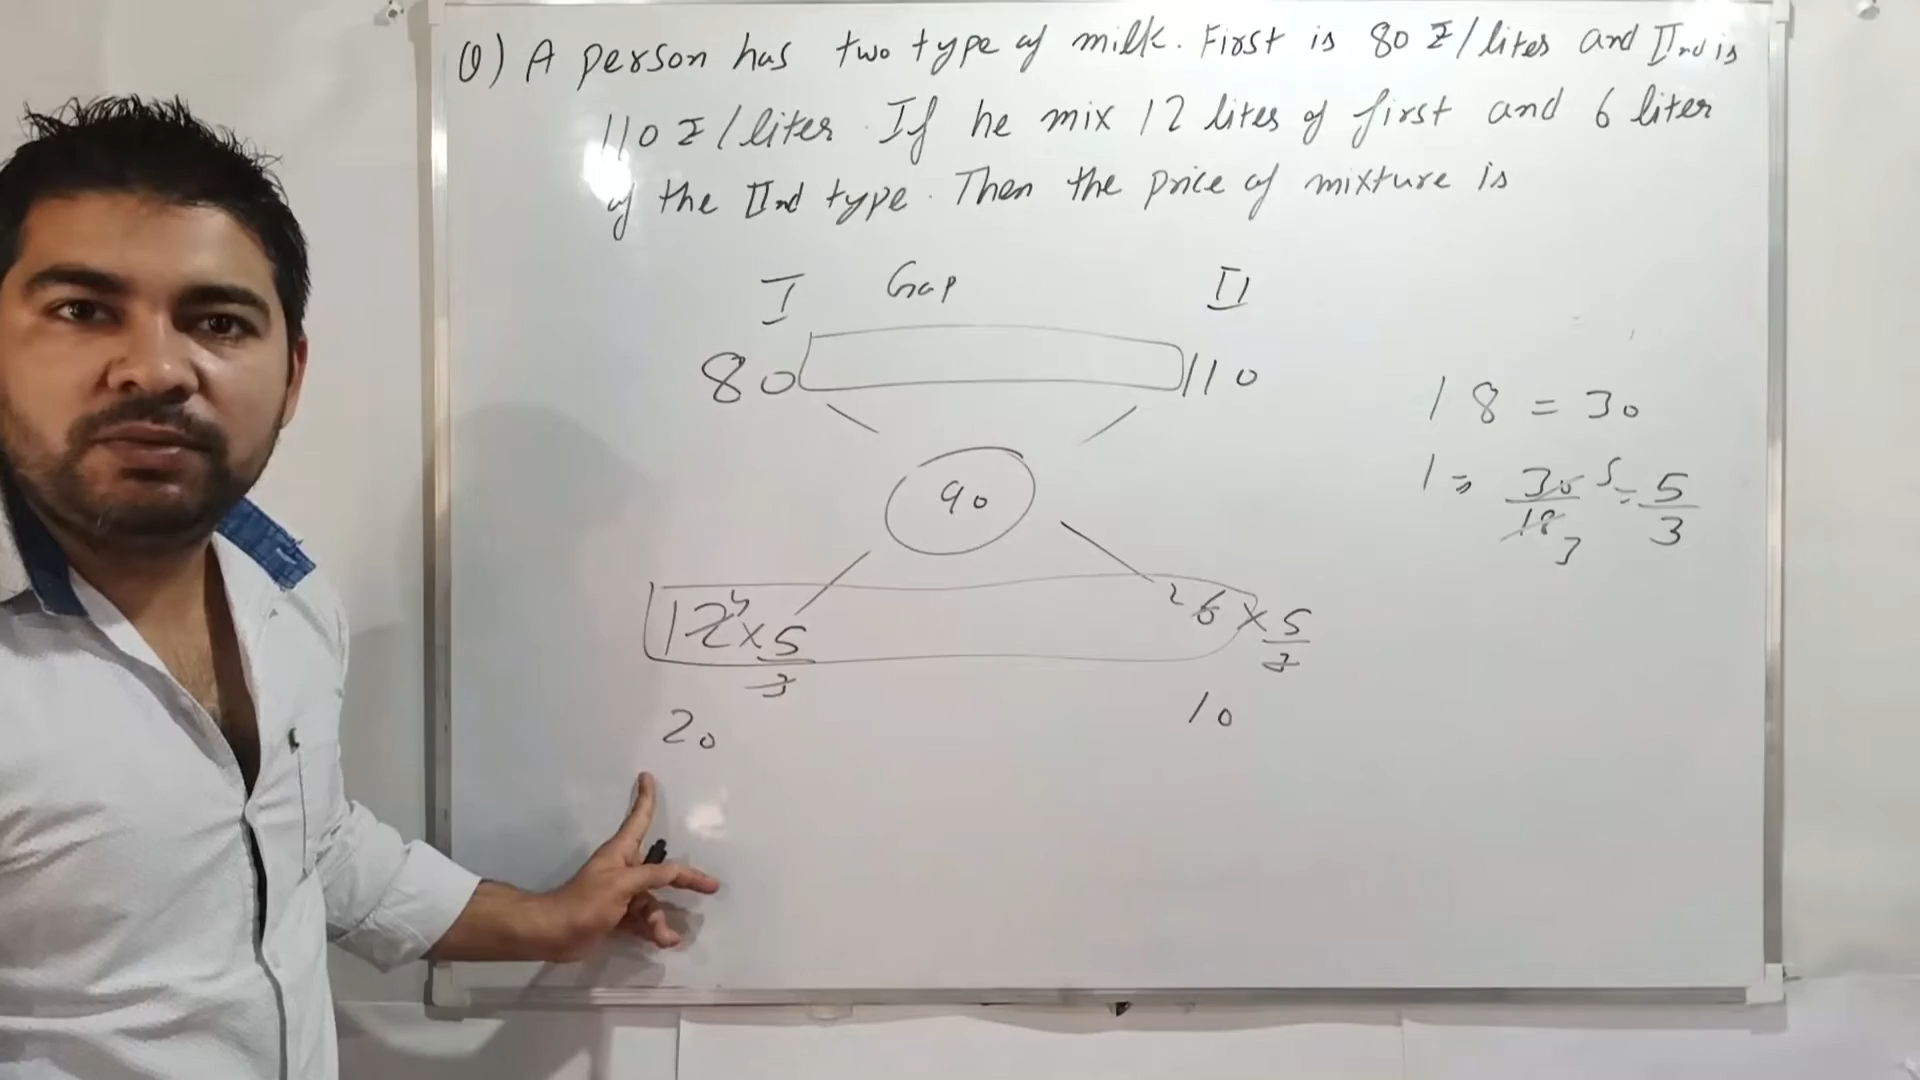 Q) A person has two type of milk. First is 80 ₹/liter and IInd is
110 ₹/liter. If he mix 12 liter of first and 6 liter
of the IInd type. Then the price of mixture is
I Gap II
80 110
18 = 30
90
1 = 30/18 5 3 = 5/3
12 × 5/3 6 × 5/3
20 10